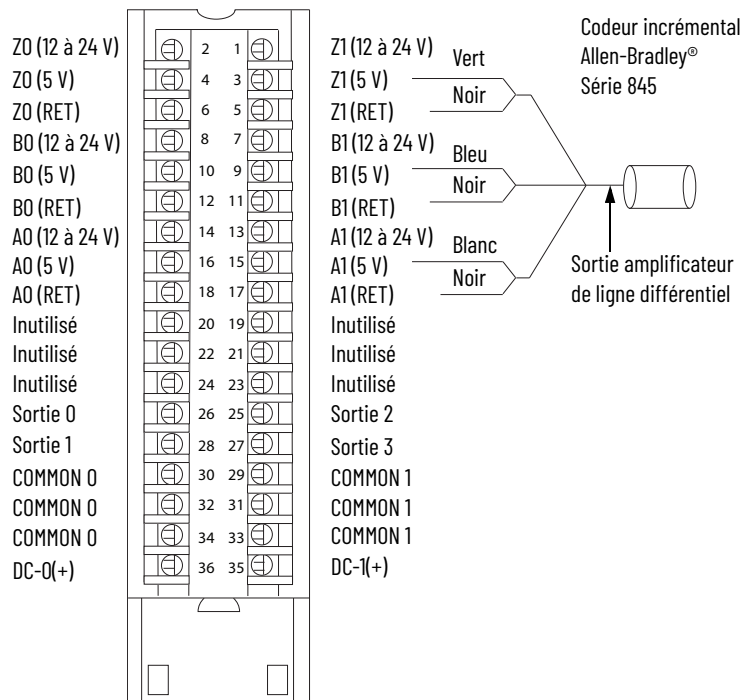 Z0 (12 à 24 V) 2 1 Z1 (12 à 24 V)
Z0 (5 V) 4 3 Z1 (5 V)
Z0 (RET) 6 5 Z1 (RET)
B0 (12 à 24 V) 8 7 B1 (12 à 24 V)
B0 (5 V) 10 9 B1 (5 V)
B0 (RET) 12 11 B1 (RET)
A0 (12 à 24 V) 14 13 A1 (12 à 24 V)
A0 (5 V) 16 15 A1 (5 V)
A0 (RET) 18 17 A1 (RET)
Inutilisé 20 19 Inutilisé
Inutilisé 22 21 Inutilisé
Inutilisé 24 23 Inutilisé
Sortie 0 26 25 Sortie 2
Sortie 1 28 27 Sortie 3
COMMON 0 30 29 COMMON 1
COMMON 0 32 31 COMMON 1
COMMON 0 34 33 COMMON 1
DC-0(+) 36 35 DC-1(+)
Vert
Noir
Bleu
Noir
Blanc
Noir
Codeur incrémental
Allen-Bradley®
Série 845
Sortie amplificateur
de ligne différentiel